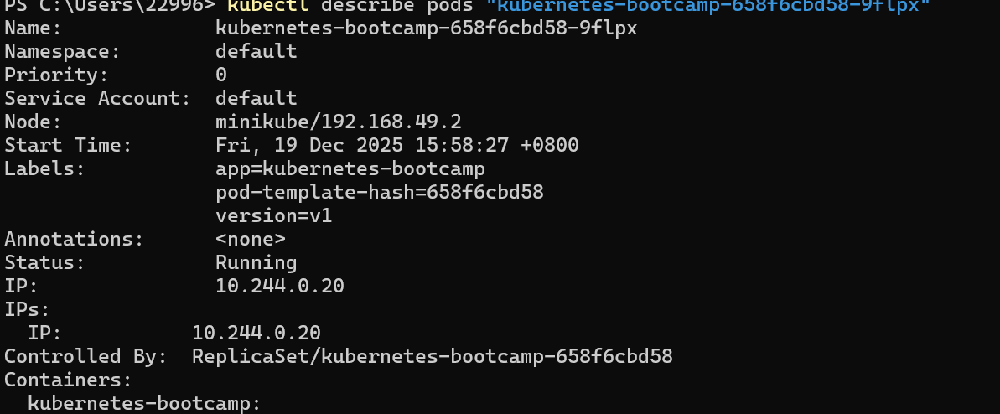 PS C:\Users\22996> kubectl describe pods "kubernetes-bootcamp-658f6cbd58-9flpx"
Name:             kubernetes-bootcamp-658f6cbd58-9flpx
Namespace:        default
Priority:         0
Service Account:  default
Node:             minikube/192.168.49.2
Start Time:       Fri, 19 Dec 2025 15:58:27 +0800
Labels:           app=kubernetes-bootcamp
                  pod-template-hash=658f6cbd58
                  version=v1
Annotations:      <none>
Status:           Running
IP:               10.244.0.20
IPs:
  IP:           10.244.0.20
Controlled By:  ReplicaSet/kubernetes-bootcamp-658f6cbd58
Containers:
  kubernetes-bootcamp: